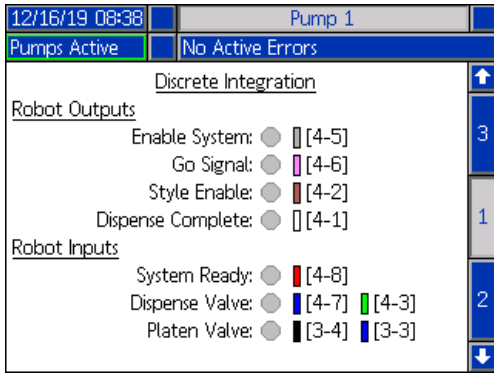 12/16/19 08:38 Pump 1
Pumps Active No Active Errors
Discrete Integration
Robot Outputs
Enable System: [4-5]
Go Signal: [4-6]
Style Enable: [4-2]
Dispense Complete: [4-1]
Robot Inputs
System Ready: [4-8]
Dispense Valve: [4-7] [4-3]
Platen Valve: [3-4] [3-3]
3
1
2